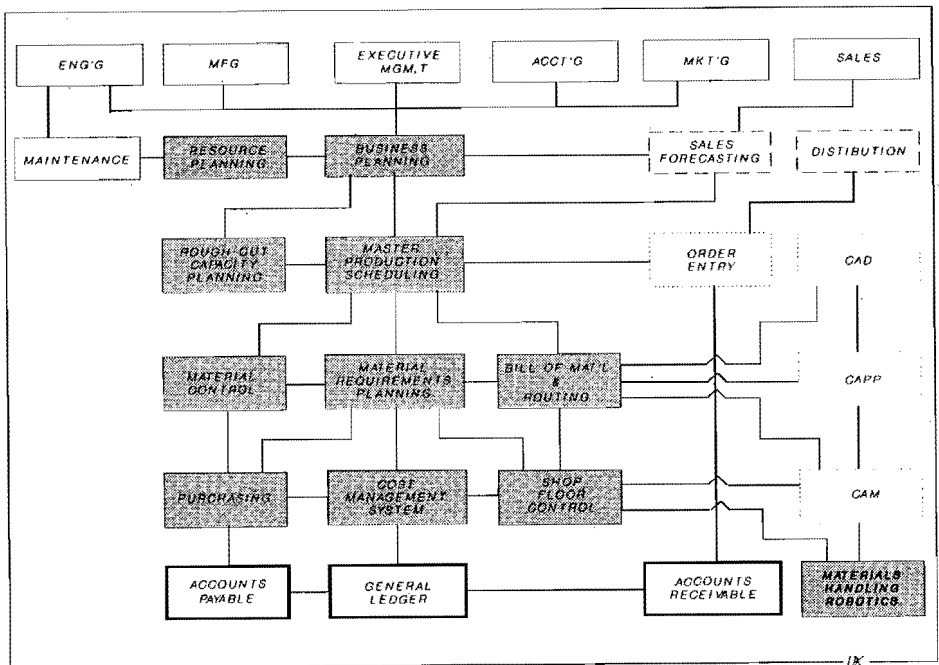 ENG'G
MFG
EXECUTIVE
MGM,T
ACCT'G
MKT'G
SALES
MAINTENANCE
RESOURCE
PLANNING
BUSINESS
PLANNING
SALES
FORECASTING
DISTIBUTION
ROUGH-CUT
CAPACITY
PLANNING
MASTER
PRODUCTION
SCHEDULING
ORDER
ENTRY
CAD
MATERIAL
CONTROL
MATERIAL
REQUIREMENTS
PLANNING
BILL OF MAT'L
&
ROUTING
CAPP
PURCHASING
COST
MANAGEMENT
SYSTEM
SHOP
FLOOR
CONTROL
CAM
ACCOUNTS
PAYABLE
GENERAL
LEDGER
ACCOUNTS
RECEIVABLE
MATERIALS
HANDLING
ROBOTICS